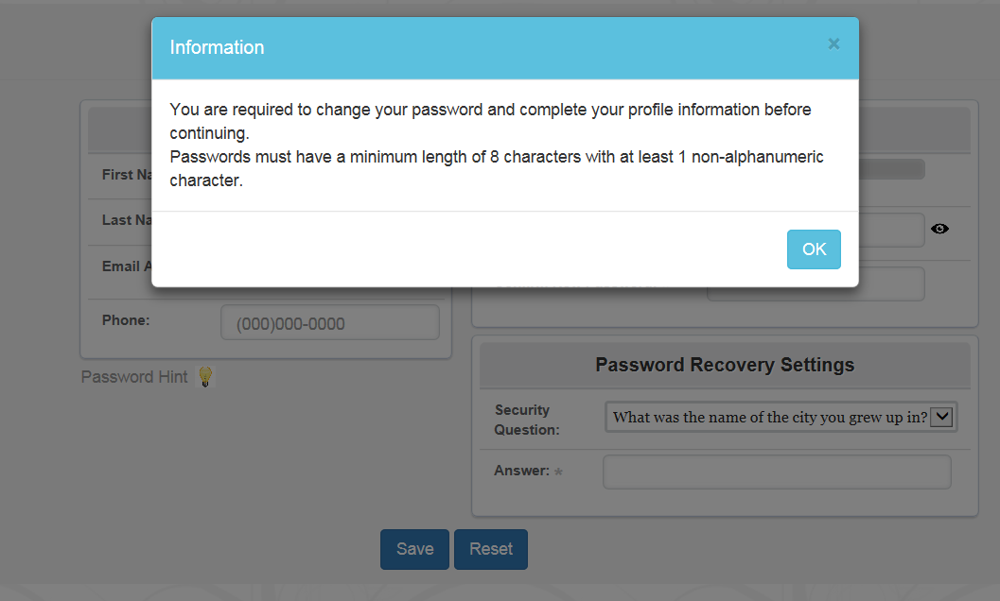 Information
×
You are required to change your password and complete your profile information before
continuing.
Passwords must have a minimum length of 8 characters with at least 1 non-alphanumeric
character.
OK
First Na
Last Na
Email A
Phone:
(000)000-0000
Password Hint
Password Recovery Settings
Security
Question:
What was the name of the city you grew up in?
Answer: *
Save
Reset